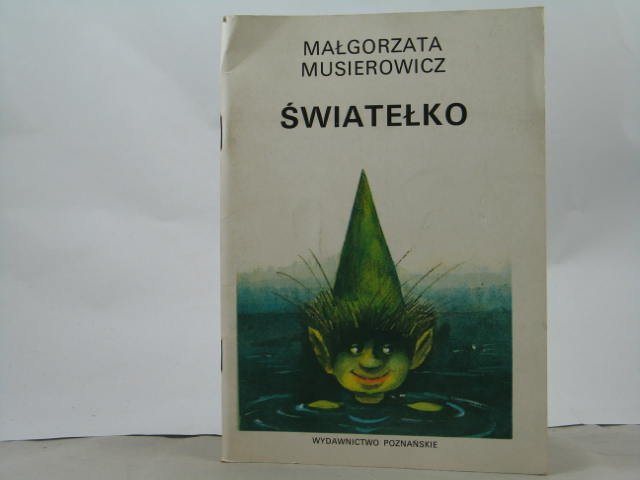 MAŁGORZATA
MUSIEROWICZ
ŚWIATEŁKO
WYDAWNICTWO POZNAŃSKIE